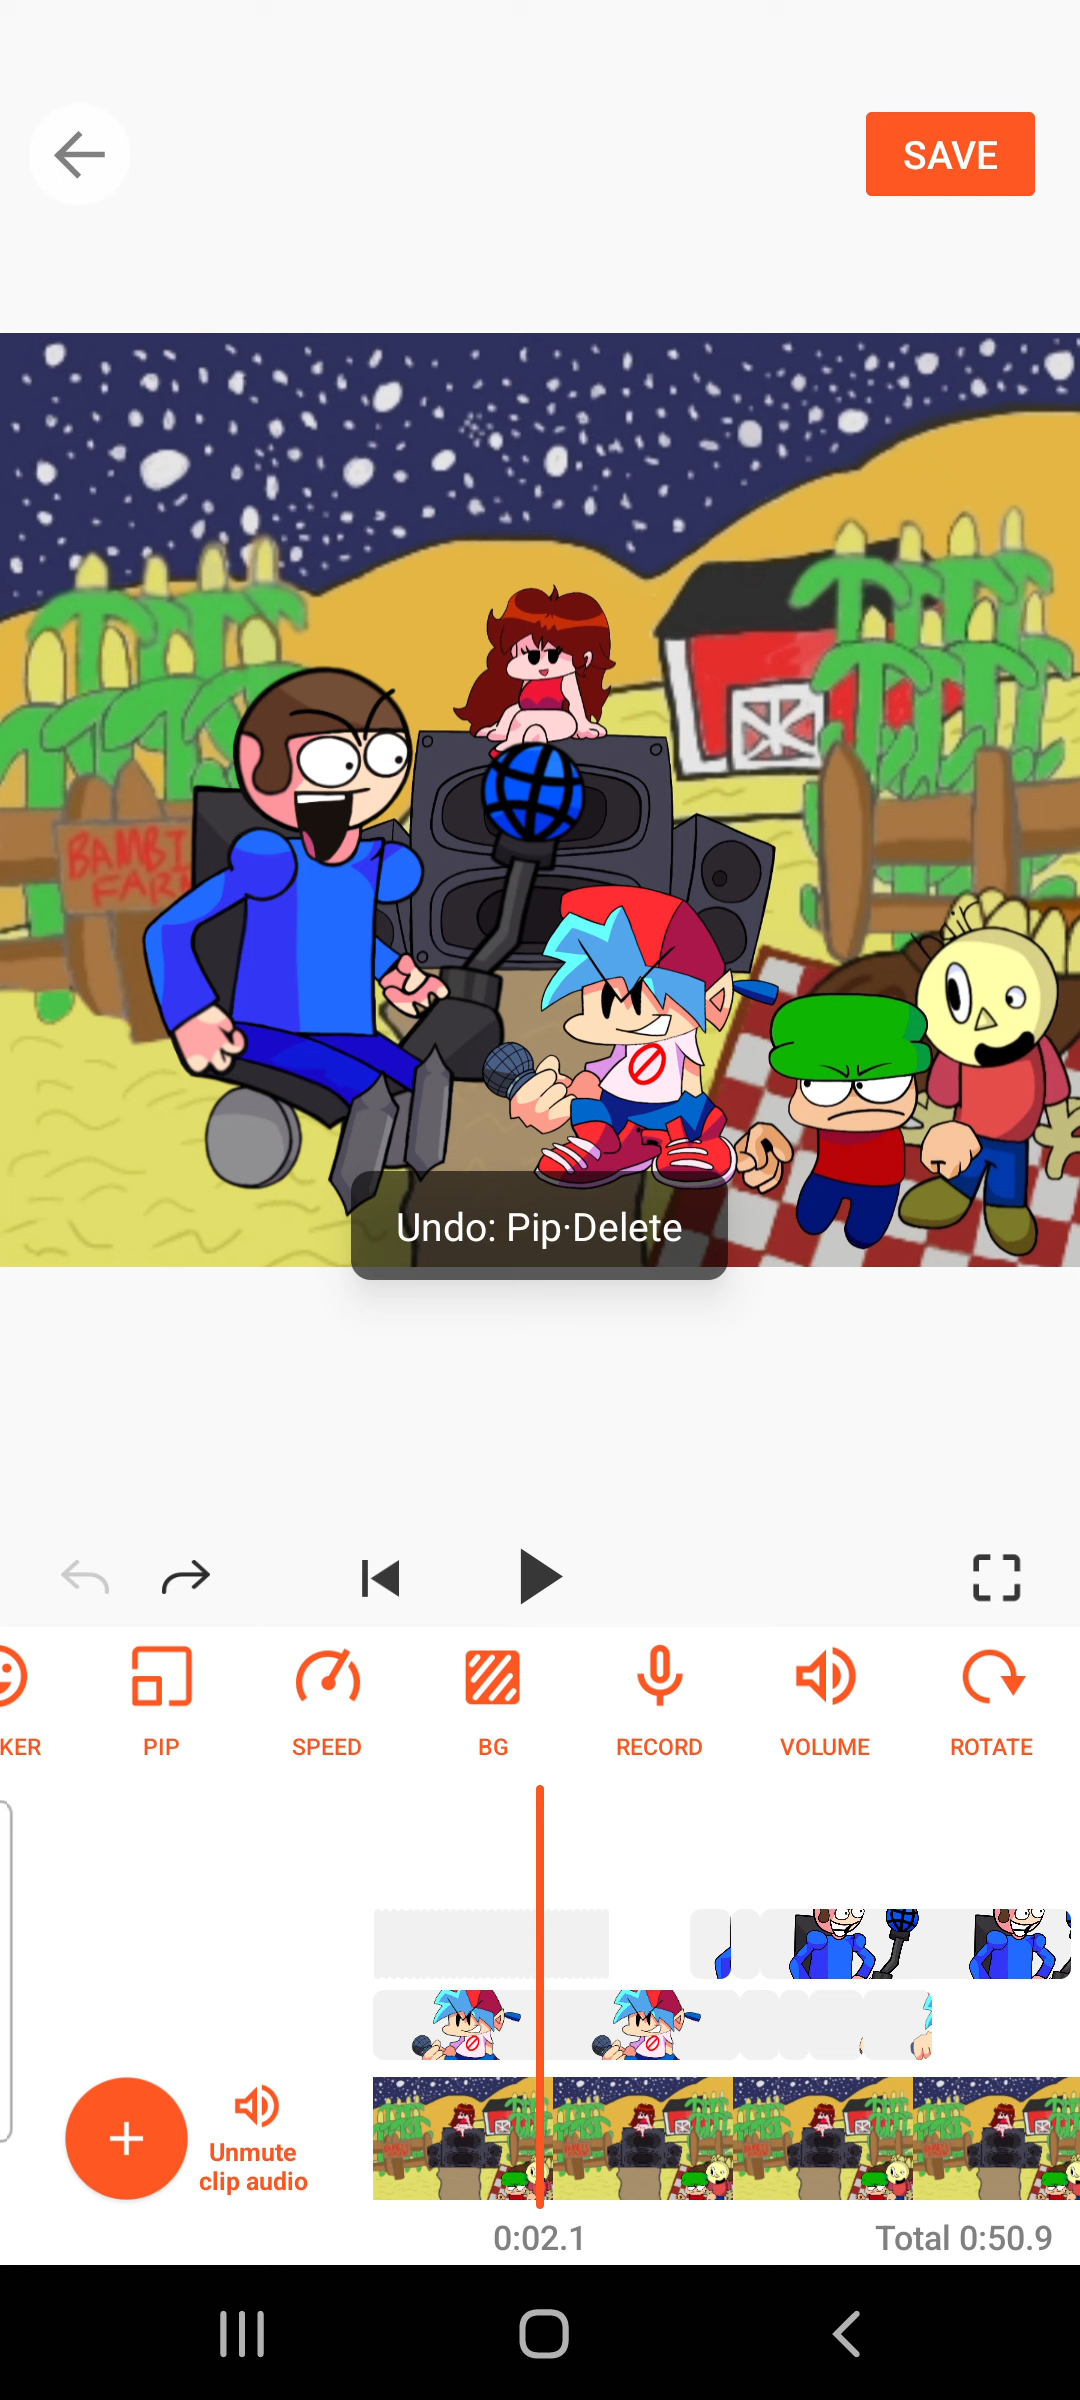 SAVE
BAMBI
FAR
Undo: Pip·Delete
KER
PIP
SPEED
BG
RECORD
VOLUME
ROTATE
Unmute
clip audio
0:02.1
Total 0:50.9